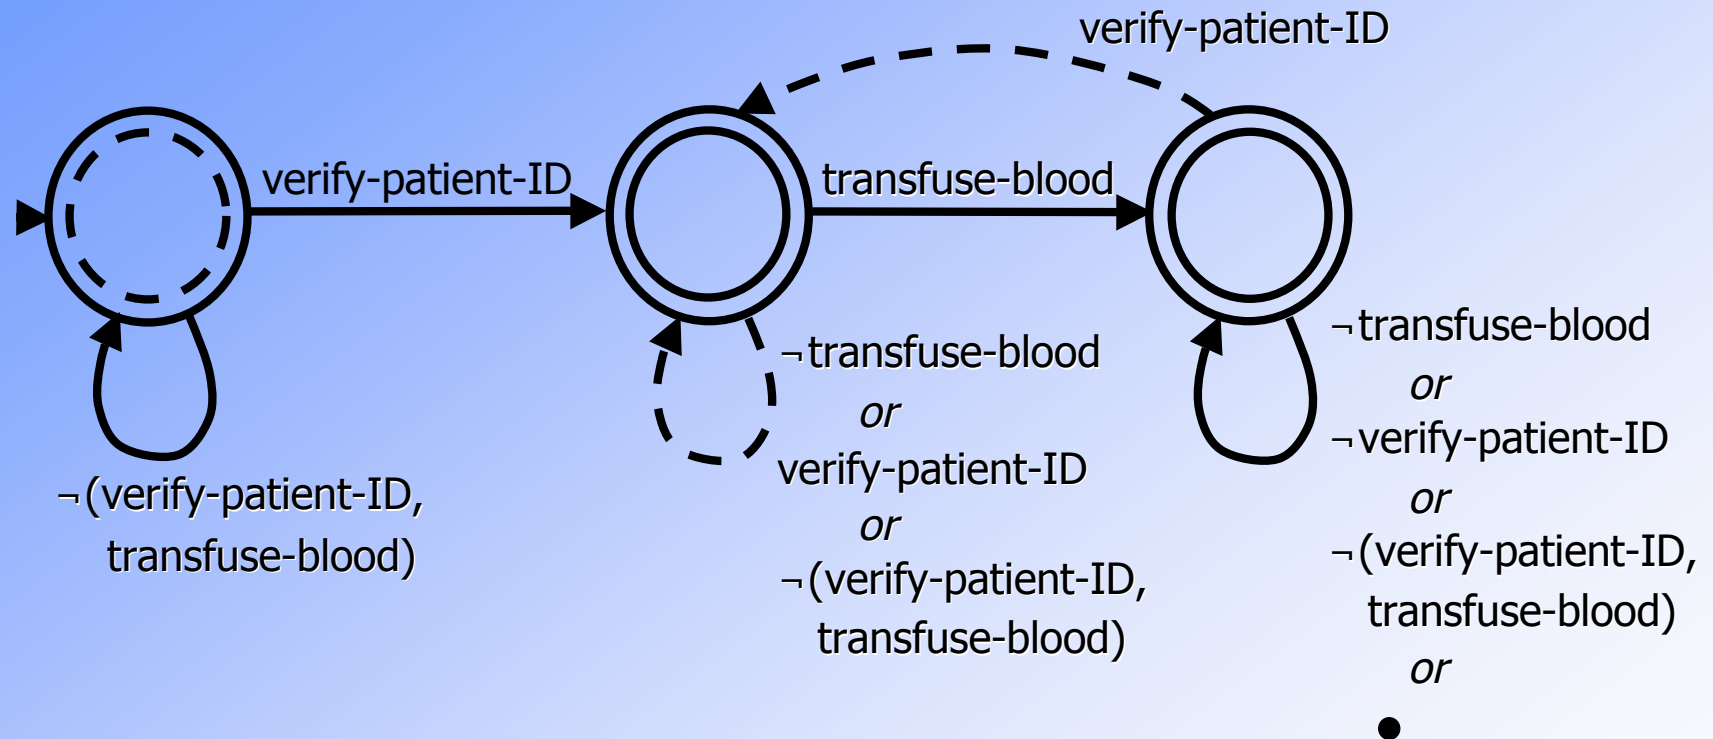 verify-patient-ID
verify-patient-ID
transfuse-blood
¬(verify-patient-ID,
transfuse-blood)
¬transfuse-blood
or
verify-patient-ID
or
¬(verify-patient-ID,
transfuse-blood)
¬transfuse-blood
or
¬verify-patient-ID
or
¬(verify-patient-ID,
transfuse-blood)
or
•